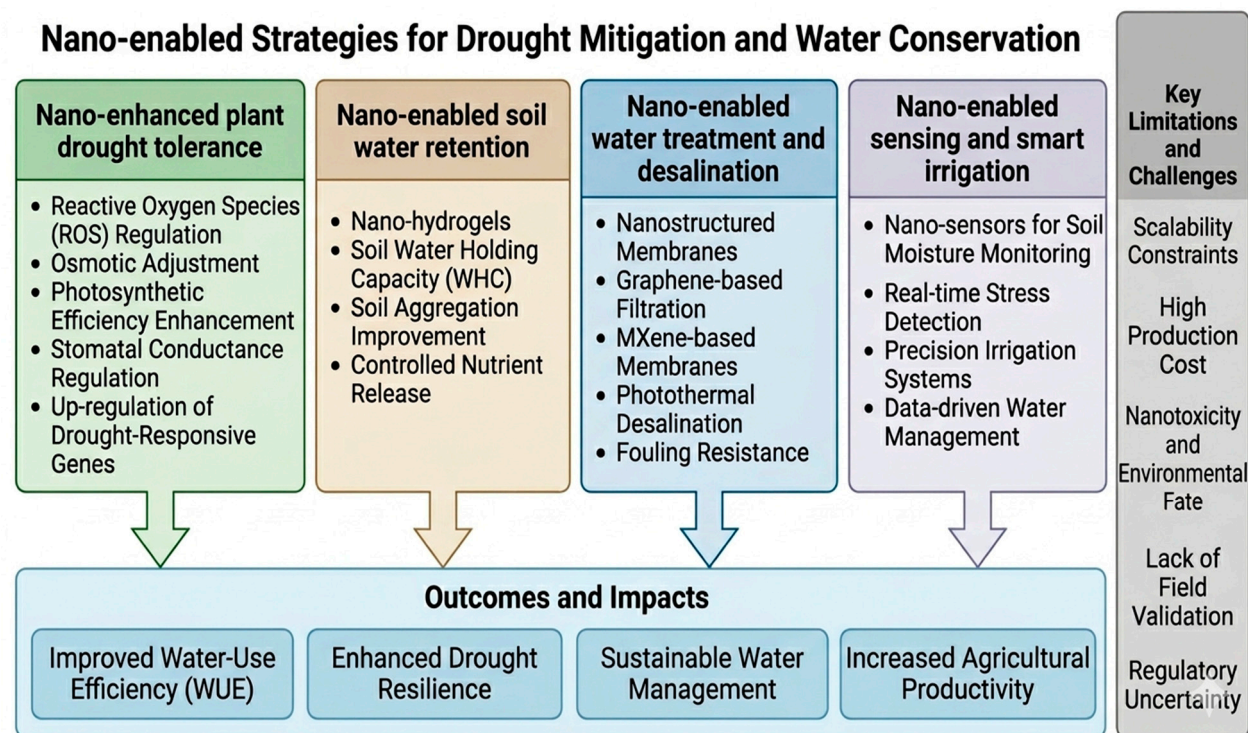 Nano-enabled Strategies for Drought Mitigation and Water Conservation
Nano-enhanced plant
drought tolerance
• Reactive Oxygen Species
(ROS) Regulation
• Osmotic Adjustment
• Photosynthetic
Efficiency Enhancement
• Stomatal Conductance
Regulation
• Up-regulation of
Drought-Responsive
Genes
Nano-enabled soil
water retention
• Nano-hydrogels
• Soil Water Holding
Capacity (WHC)
• Soil Aggregation
Improvement
• Controlled Nutrient
Release
Nano-enabled
water treatment and
desalination
• Nanostructured
Membranes
• Graphene-based
Filtration
• MXene-based
Membranes
• Photothermal
Desalination
• Fouling Resistance
Nano-enabled
sensing and smart
irrigation
• Nano-sensors for Soil
Moisture Monitoring
• Real-time Stress
Detection
• Precision Irrigation
Systems
• Data-driven Water
Management
Outcomes and Impacts
Improved Water-Use
Efficiency (WUE)
Enhanced Drought
Resilience
Sustainable Water
Management
Increased Agricultural
Productivity
Key
Limitations
and
Challenges
Scalability
Constraints
High
Production
Cost
Nanotoxicity
and
Environmental
Fate
Lack of
Field
Validation
Regulatory
Uncertainty